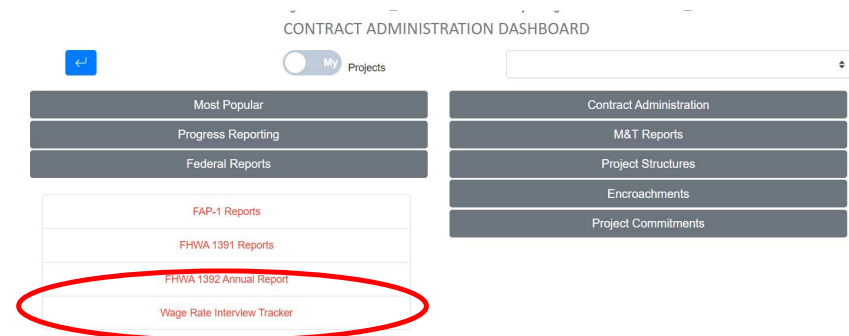 CONTRACT ADMINISTRATION DASHBOARD
My Projects
Most Popular
Progress Reporting
Federal Reports
FAP-1 Reports
FHWA 1391 Reports
FHWA 1392 Annual Report
Wage Rate Interview Tracker
Contract Administration
M&T Reports
Project Structures
Encroachments
Project Commitments